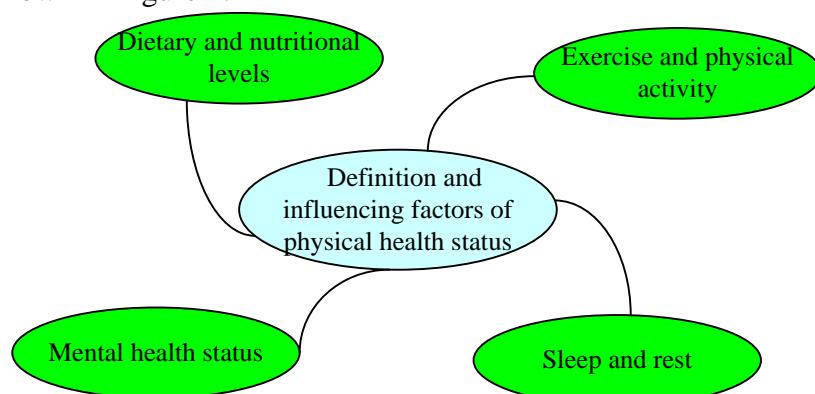 Dietary and nutritional
levels
Exercise and physical
activity
Definition and
influencing factors of
physical health status
Mental health status
Sleep and rest